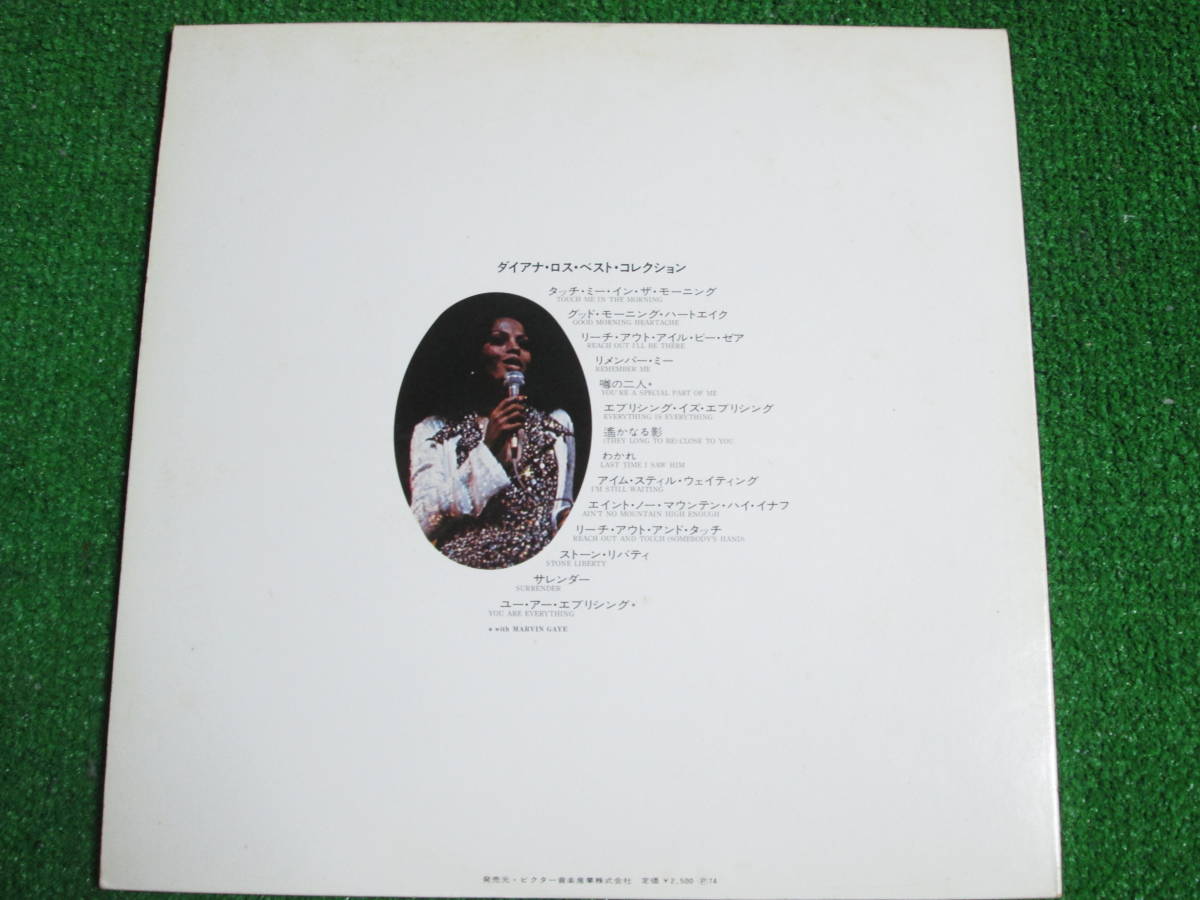 ダイアナ・ロス・ベスト・コレクション
タッチ・ミー・イン・ザ・モーニング
TOUCH ME IN THE MORNING
グッド・モーニング・ハートエイク
GOOD MORNING HEARTACHE
リーチ・アウト・アイル・ビー・ゼア
REACH OUT I'LL BE THERE
リメンバー・ミー
REMEMBER ME
噂の二人*
YOU'RE A SPECIAL PART OF ME
エブリシング・イズ・エブリシング
EVERYTHING IS EVERYTHING
遙かなる影
(THEY LONG TO BE) CLOSE TO YOU
わかれ
LAST TIME I SAW HIM
アイム・スティル・ウェイティング
I'M STILL WAITING
エイント・ノー・マウンテン・ハイ・イナフ
AIN'T NO MOUNTAIN HIGH ENOUGH
リーチ・アウト・アンド・タッチ
REACH OUT AND TOUCH (SOMEBODY'S HAND)
ストーン・リバティ
STONE LIBERTY
サレンダー
SURRENDER
ユー・アー・エブリシング*
YOU ARE EVERYTHING
* with MARVIN GAYE
発売元・ビクター音楽産業株式会社 定価 ¥2,500 Ⓟ74